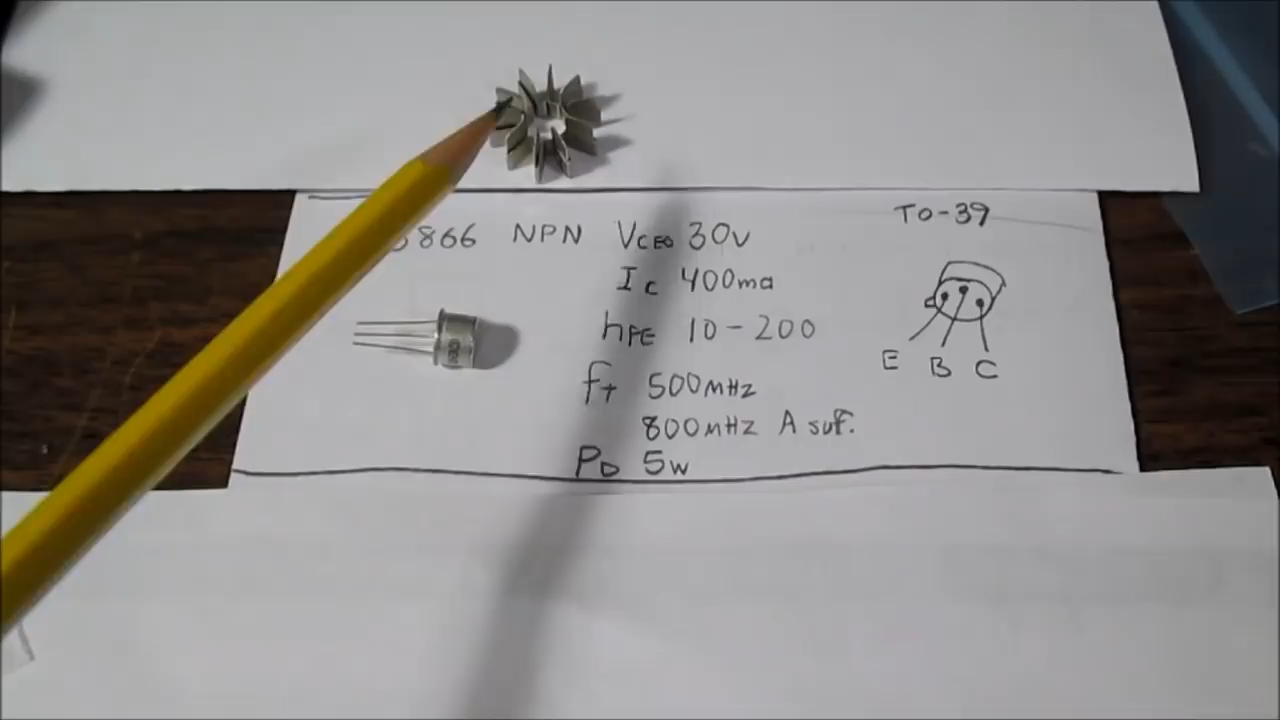 866 NPN VCEO 30V
TO-39
Ic 400ma
hFE 10-200
fT 500MHz
800MHz A suf.
PD 5W
E B C